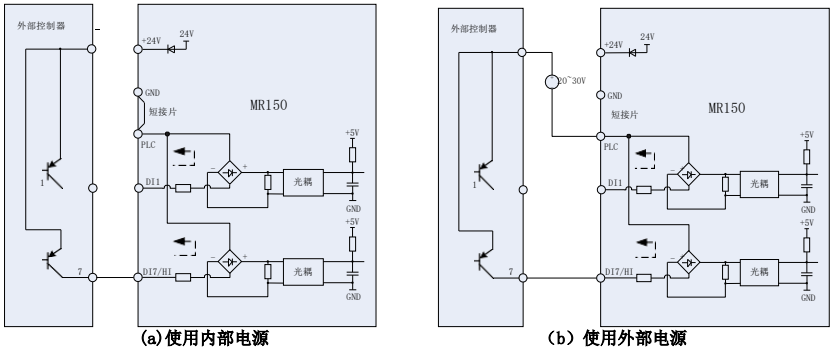 外部控制器
+24V
24V
GND
短接片
MR150
PLC
+5V
1
-
+
DI1
光耦
GND
+5V
-
+
7
DI7/HI
光耦
GND
(a)使用内部电源
外部控制器
+24V
24V
20~30V
GND
短接片
MR150
PLC
+5V
1
-
+
DI1
光耦
GND
+5V
-
+
7
DI7/HI
光耦
GND
(b)使用外部电源